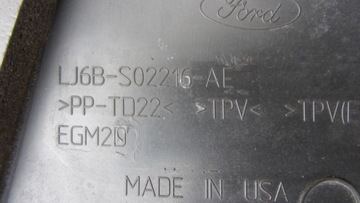 Ford
LJ6B-S02216-AE
>PP-TD22< >TPV< >TPV(E
EGM2D
MADE IN USA